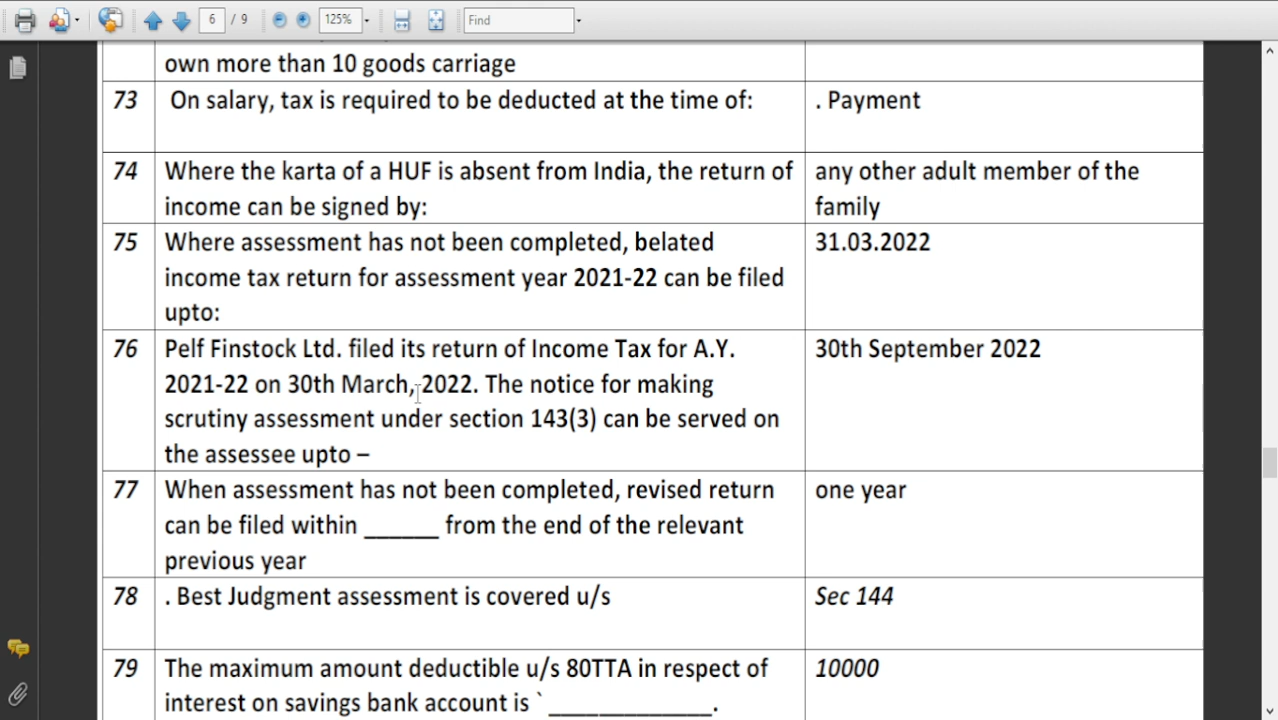 6 / 9 125% Find
own more than 10 goods carriage
73 On salary, tax is required to be deducted at the time of: . Payment
74 Where the karta of a HUF is absent from India, the return of any other adult member of the
income can be signed by: family
75 Where assessment has not been completed, belated 31.03.2022
income tax return for assessment year 2021-22 can be filed
upto:
76 Pelf Finstock Ltd. filed its return of Income Tax for A.Y. 30th September 2022
2021-22 on 30th March, 2022. The notice for making
scrutiny assessment under section 143(3) can be served on
the assessee upto –
77 When assessment has not been completed, revised return one year
can be filed within ______ from the end of the relevant
previous year
78 . Best Judgment assessment is covered u/s Sec 144
79 The maximum amount deductible u/s 80TTA in respect of 10000
interest on savings bank account is ` _____________.